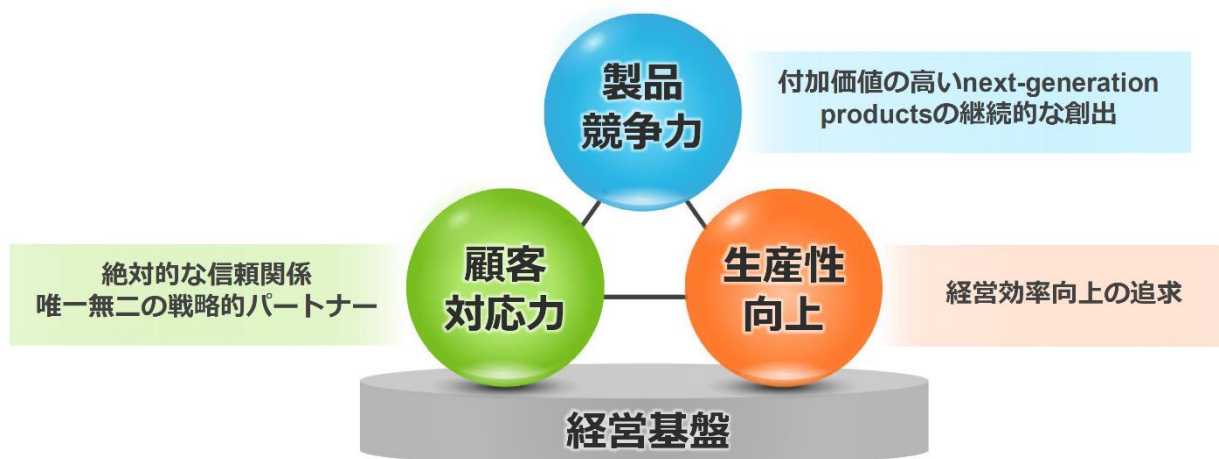 製品
競争力
付加価値の高いnext-generation
productsの継続的な創出
絶対的な信頼関係
唯一無二の戦略的パートナー
顧客
対応力
生産性
向上
経営効率向上の追求
経営基盤